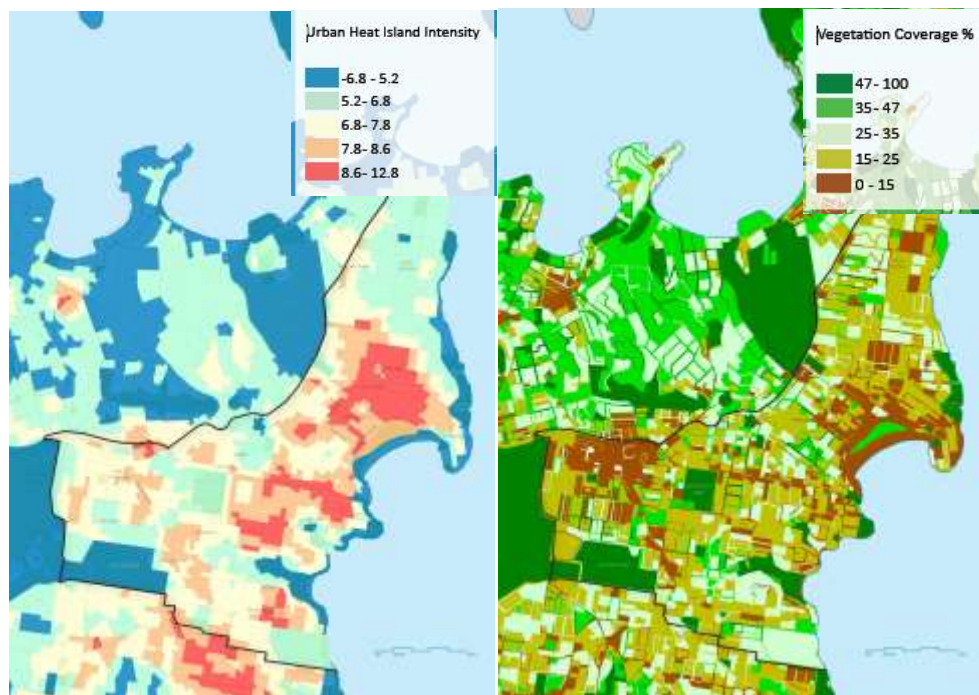 Urban Heat Island Intensity
-6.8 - 5.2
5.2- 6.8
6.8- 7.8
7.8- 8.6
8.6- 12.8
Vegetation Coverage %
47- 100
35- 47
25- 35
15- 25
0 - 15